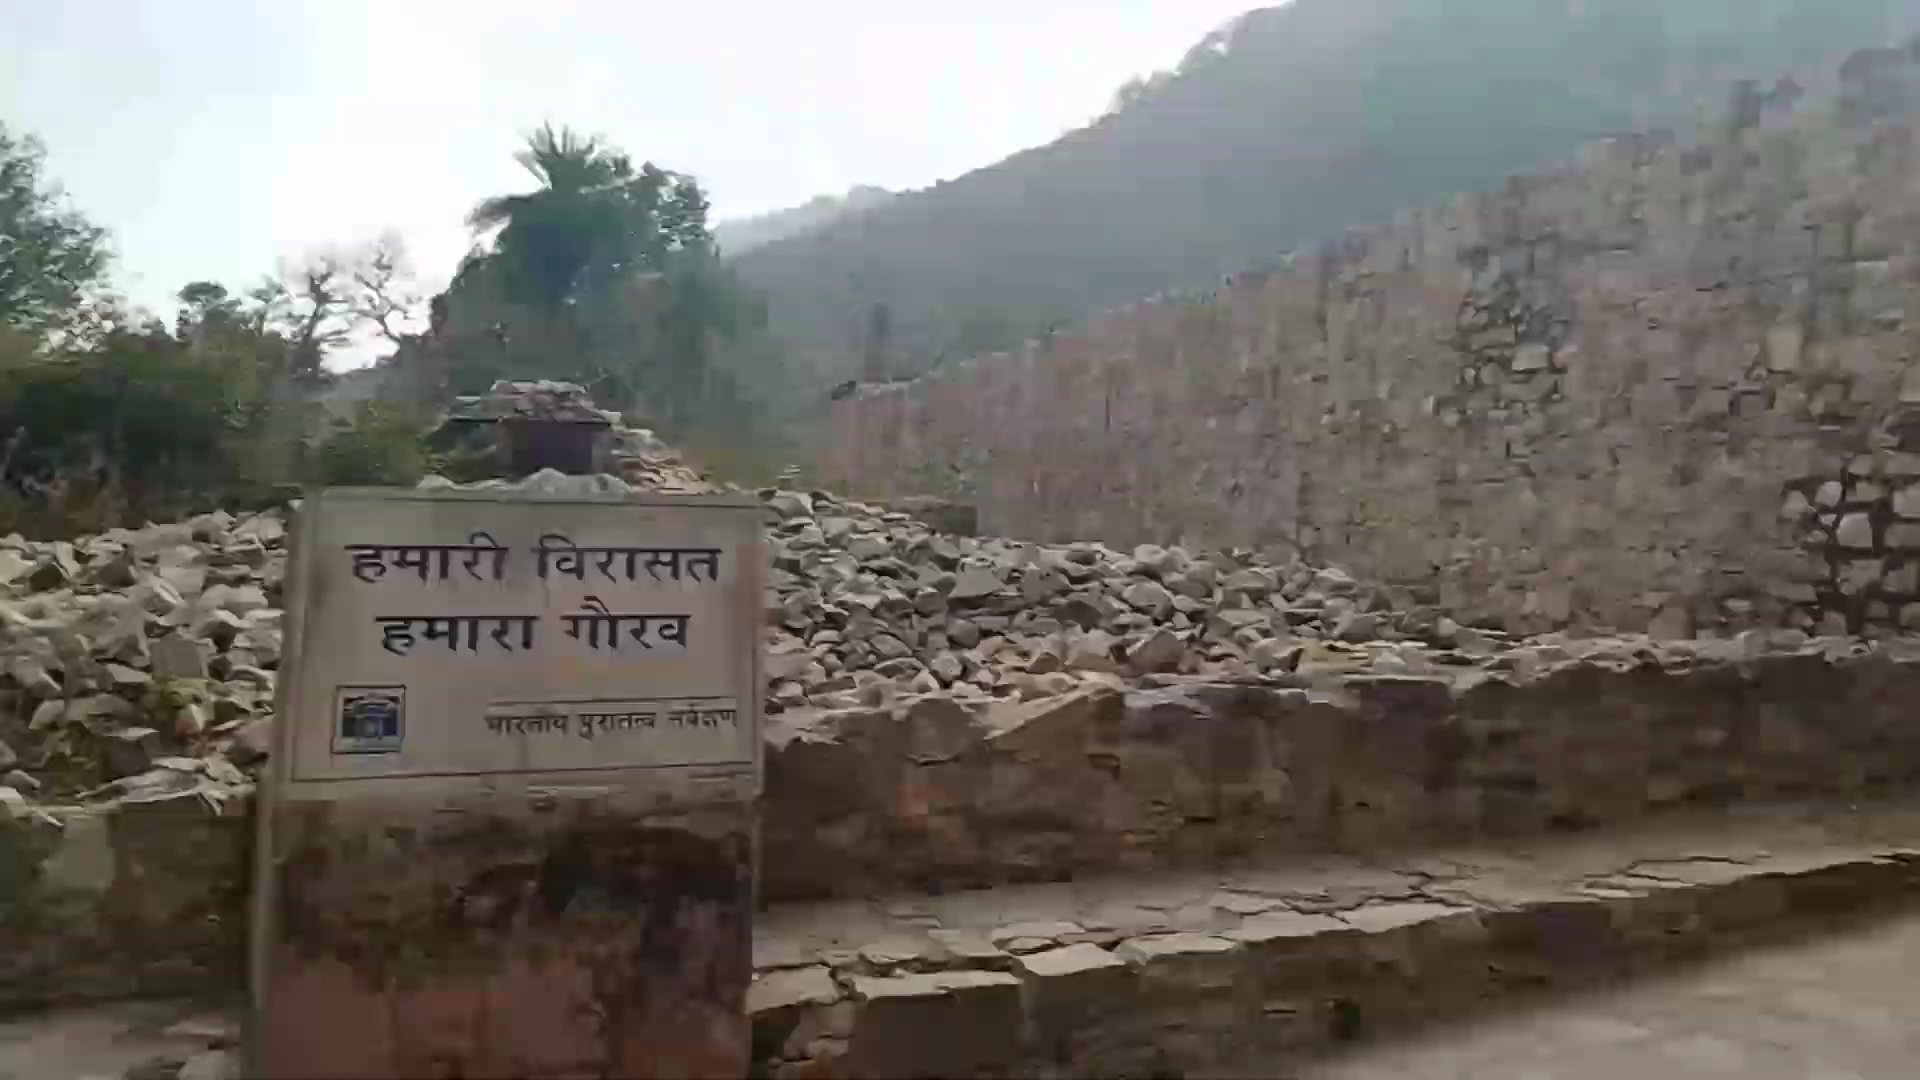 हमारी विरासत
हमारा गौरव
भारतीय पुरातत्व सर्वेक्षण